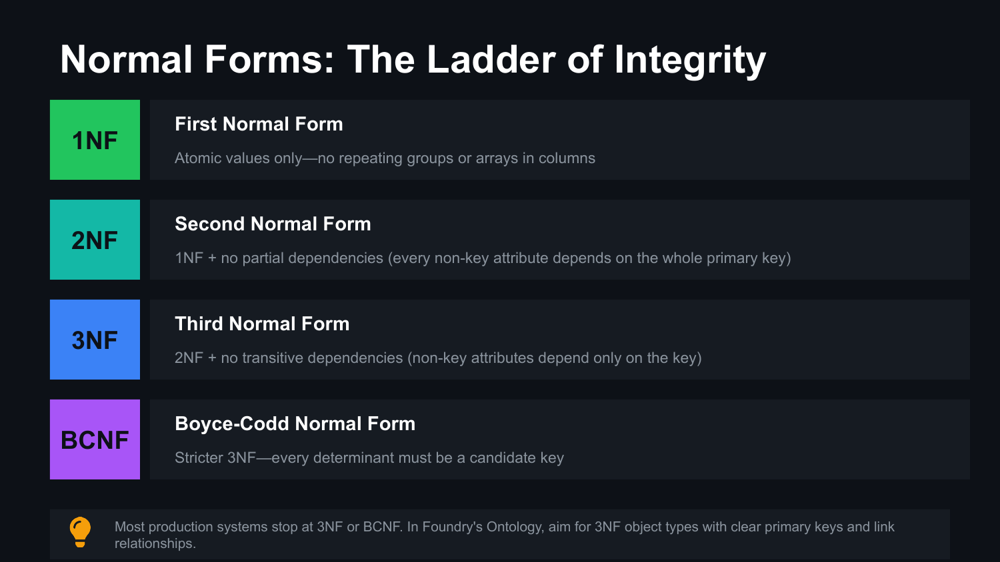 Normal Forms: The Ladder of Integrity
1NF
First Normal Form
Atomic values only—no repeating groups or arrays in columns
2NF
Second Normal Form
1NF + no partial dependencies (every non-key attribute depends on the whole primary key)
3NF
Third Normal Form
2NF + no transitive dependencies (non-key attributes depend only on the key)
BCNF
Boyce-Codd Normal Form
Stricter 3NF—every determinant must be a candidate key
Most production systems stop at 3NF or BCNF. In Foundry's Ontology, aim for 3NF object types with clear primary keys and link
relationships.